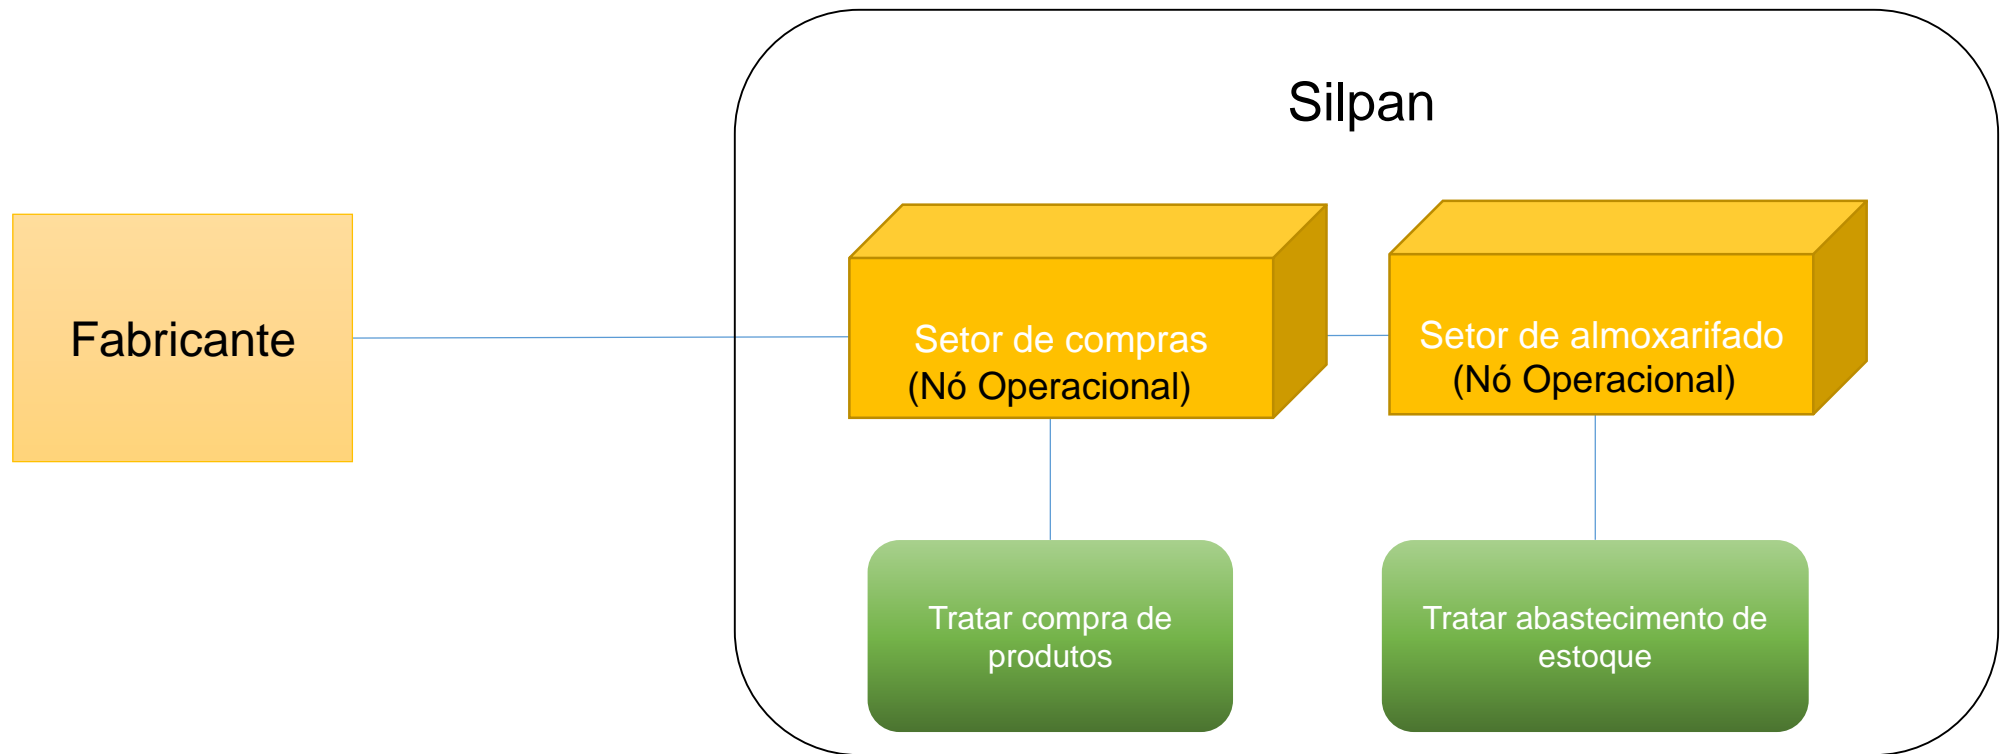 Silpan
Fabricante
Setor de compras
(Nó Operacional)
Setor de almoxarifado
(Nó Operacional)
Tratar compra de
produtos
Tratar abastecimento de
estoque